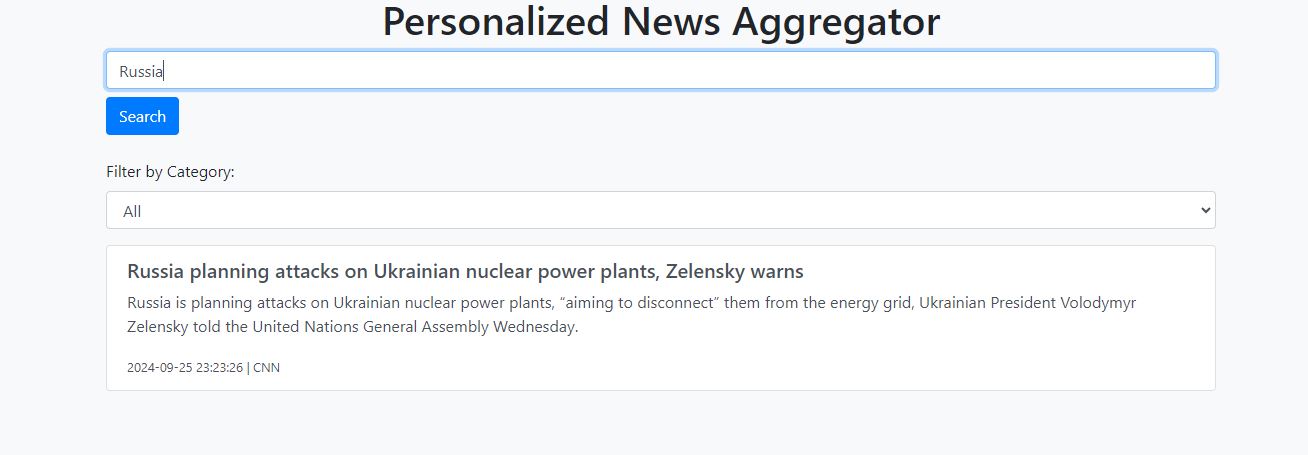 Personalized News Aggregator
Russia
Search
Filter by Category:
All
Russia planning attacks on Ukrainian nuclear power plants, Zelensky warns
Russia is planning attacks on Ukrainian nuclear power plants, “aiming to disconnect” them from the energy grid, Ukrainian President Volodymyr
Zelensky told the United Nations General Assembly Wednesday.
2024-09-25 23:23:26 | CNN